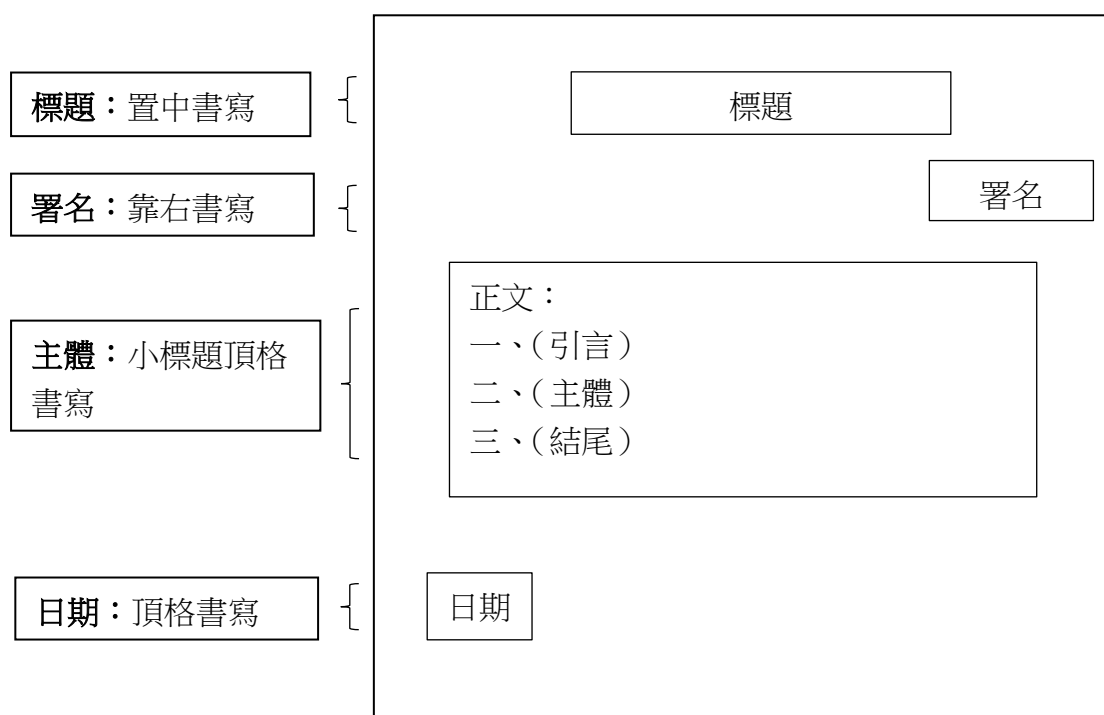 標題：置中書寫
標題
署名：靠右書寫
署名
主體：小標題頂格
書寫
正文：
一、（引言）
二、（主體）
三、（結尾）
日期：頂格書寫
日期